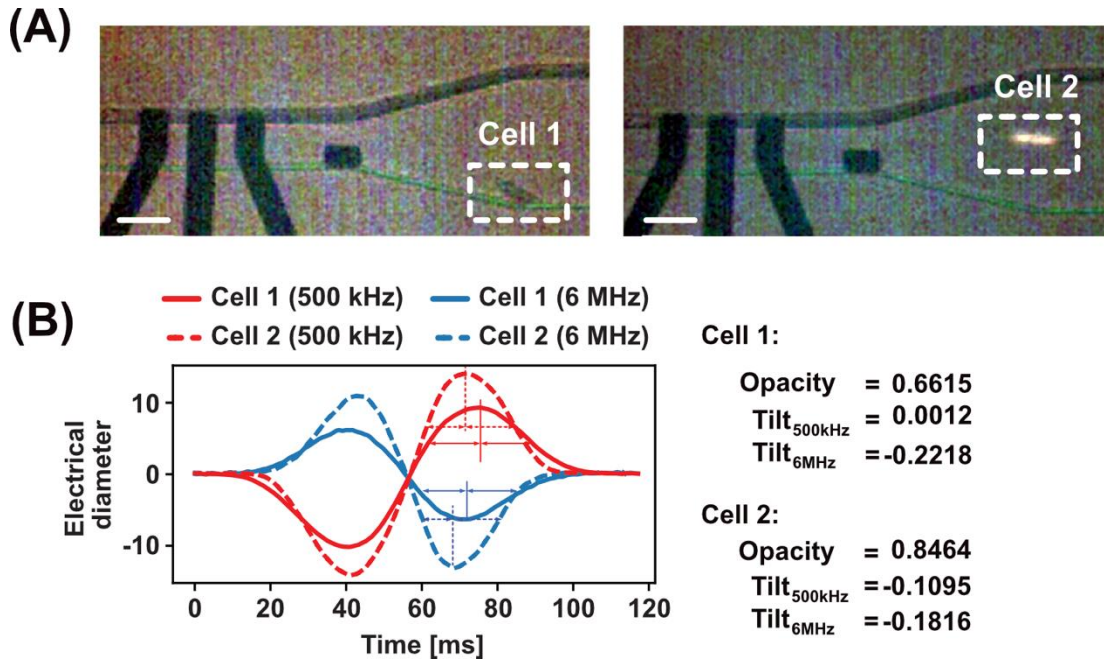 (A)
Cell 1
Cell 2
(B)
Cell 1 (500 kHz) Cell 1 (6 MHz)
Cell 2 (500 kHz) Cell 2 (6 MHz)
Electrical
diameter
10
0
-10
0 20 40 60 80 100 120
Time [ms]
Cell 1:
Opacity = 0.6615
Tilt500kHz = 0.0012
Tilt6MHz =-0.2218
Cell 2:
Opacity = 0.8464
Tilt500kHz =-0.1095
Tilt6MHz =-0.1816